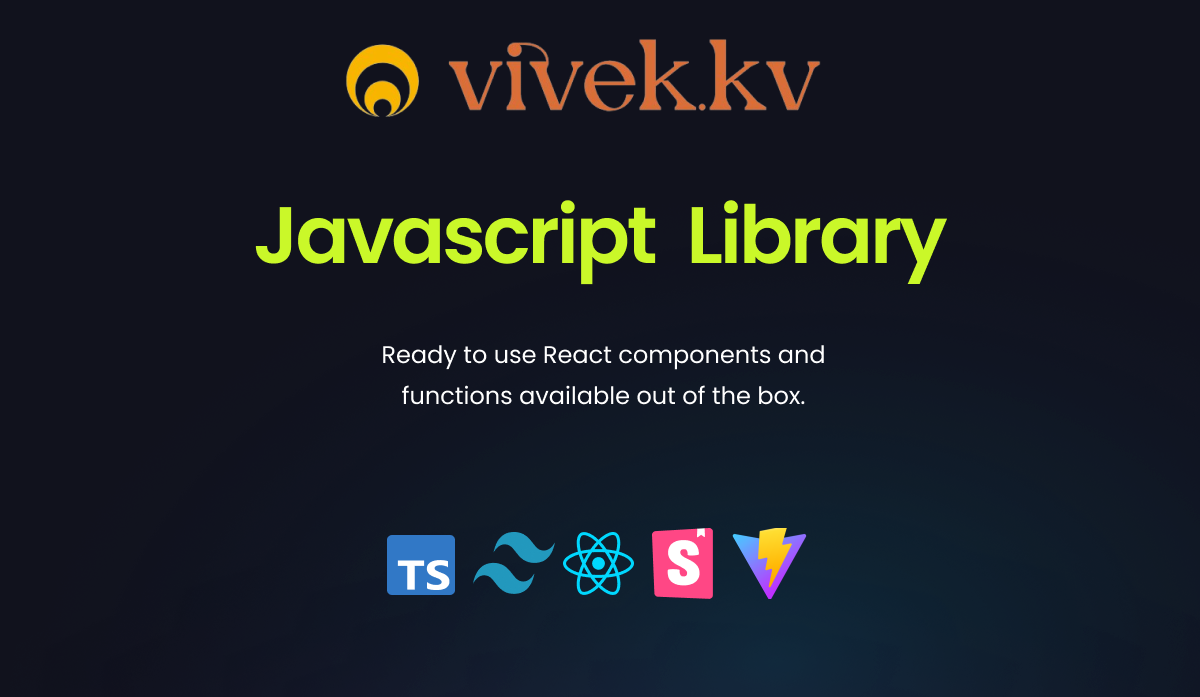 vivek.kv
Javascript Library
Ready to use React components and
functions available out of the box.
TS
S